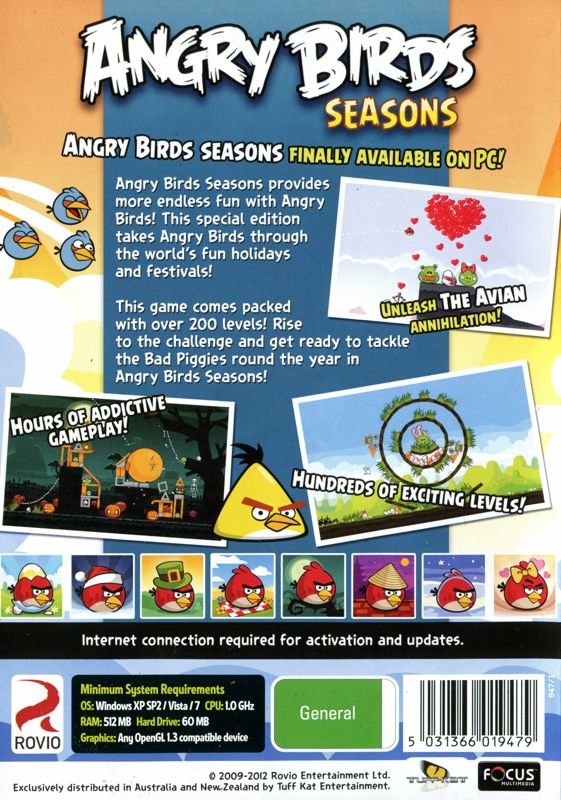 ANGRY BIRDS
SEASONS
ANGRY BIRDS SEASONS FINALLY AVAILABLE ON PC!
Angry Birds Seasons provides
more endless fun with Angry
Birds! This special edition
takes Angry Birds through
the world's fun holidays
and festivals!
UNLEASH THE AVIAN
ANNIHILATION!
This game comes packed
with over 200 levels! Rise
to the challenge and get ready to tackle
the Bad Piggies round the year in
Angry Birds Seasons!
HOURS OF ADDICTIVE
GAMEPLAY!
HUNDREDS OF EXCITING LEVELS!
Internet connection required for activation and updates.
ROVIO
Minimum System Requirements
OS: Windows XP SP2 / Vista / 7 CPU: 1.0 GHz
RAM: 512 MB Hard Drive: 60 MB
Graphics: Any OpenGL 1.3 compatible device
General
947/1
5 031366 019479
© 2009-2012 Rovio Entertainment Ltd.
Exclusively distributed in Australia and New Zealand by Tuff Kat Entertainment.
TUFF KAT
FOCUS
MULTIMEDIA